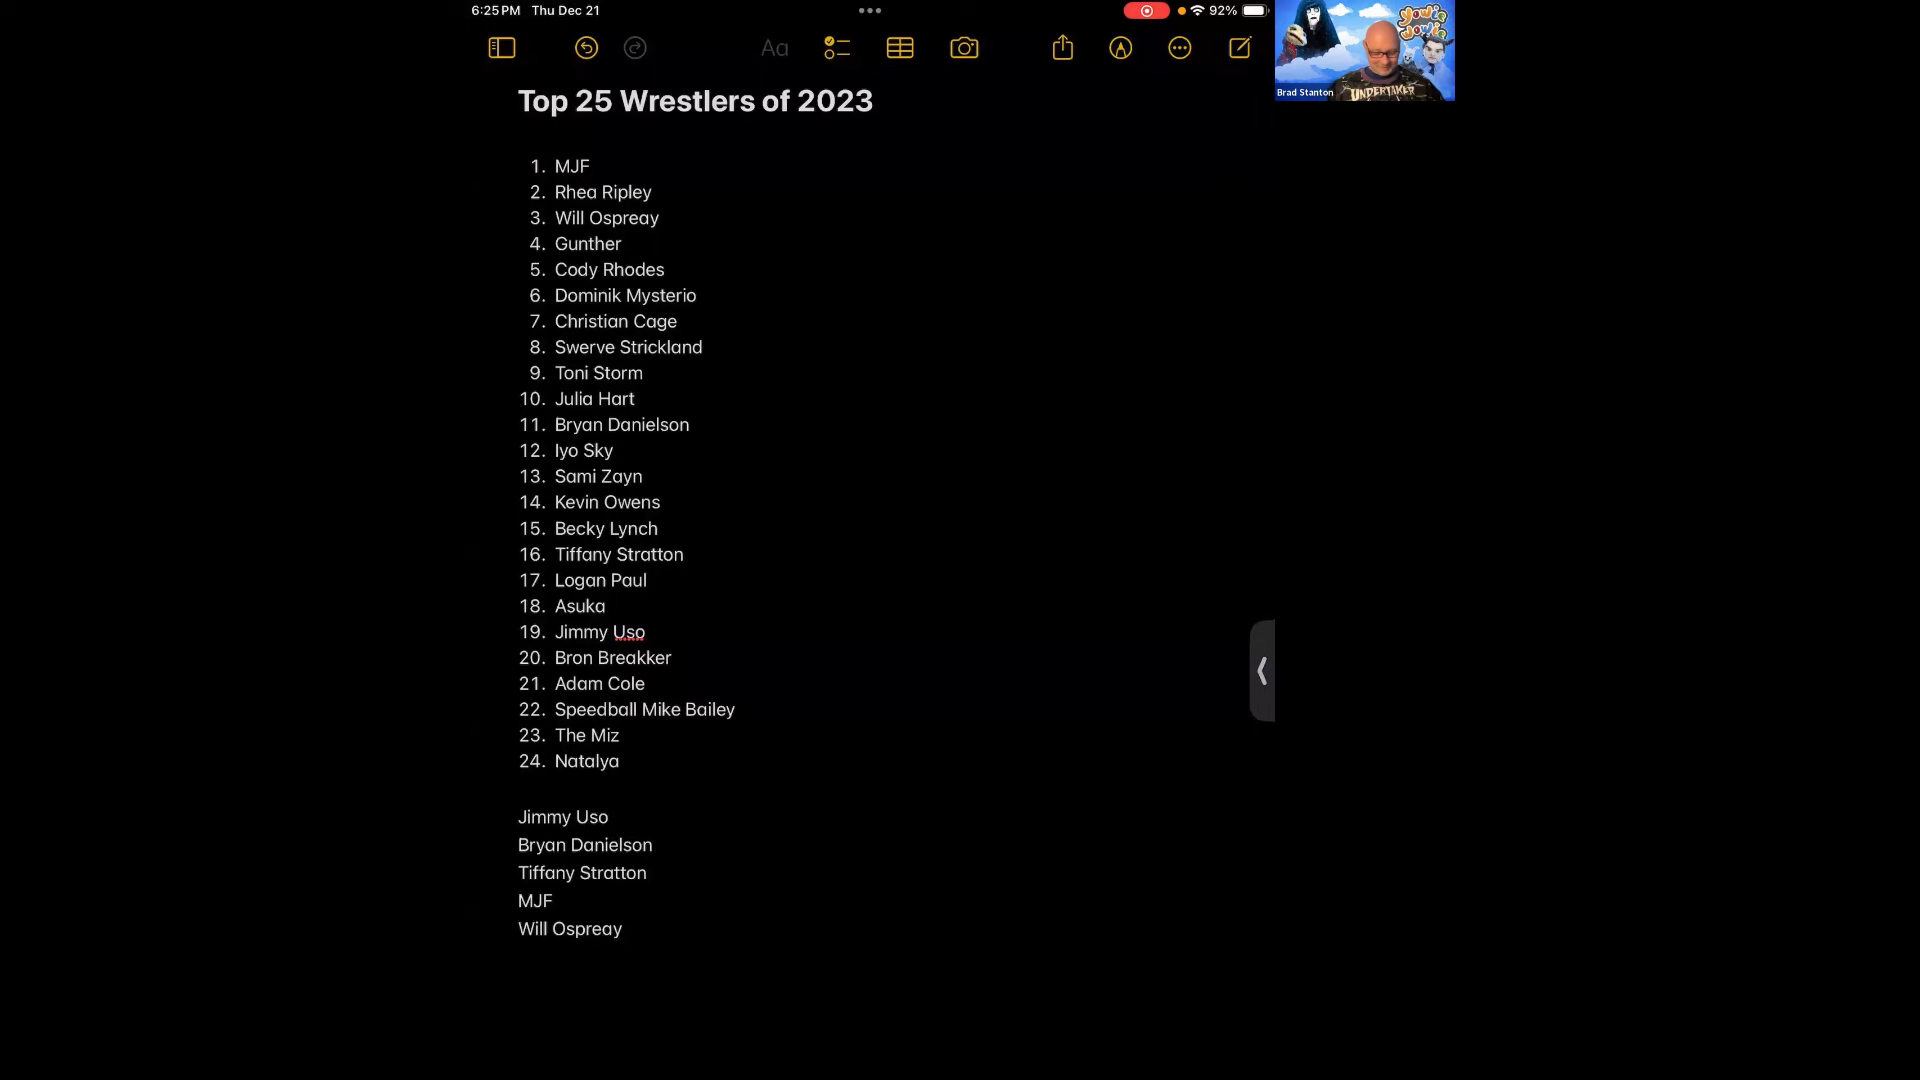 6:25 PM Thu Dec 21
92%
Aa
Yowie
Wowie
UNDERTAKER
Brad Stanton
Top 25 Wrestlers of 2023
1. MJF
2. Rhea Ripley
3. Will Ospreay
4. Gunther
5. Cody Rhodes
6. Dominik Mysterio
7. Christian Cage
8. Swerve Strickland
9. Toni Storm
10. Julia Hart
11. Bryan Danielson
12. Iyo Sky
13. Sami Zayn
14. Kevin Owens
15. Becky Lynch
16. Tiffany Stratton
17. Logan Paul
18. Asuka
19. Jimmy Uso
20. Bron Breakker
21. Adam Cole
22. Speedball Mike Bailey
23. The Miz
24. Natalya
Jimmy Uso
Bryan Danielson
Tiffany Stratton
MJF
Will Ospreay